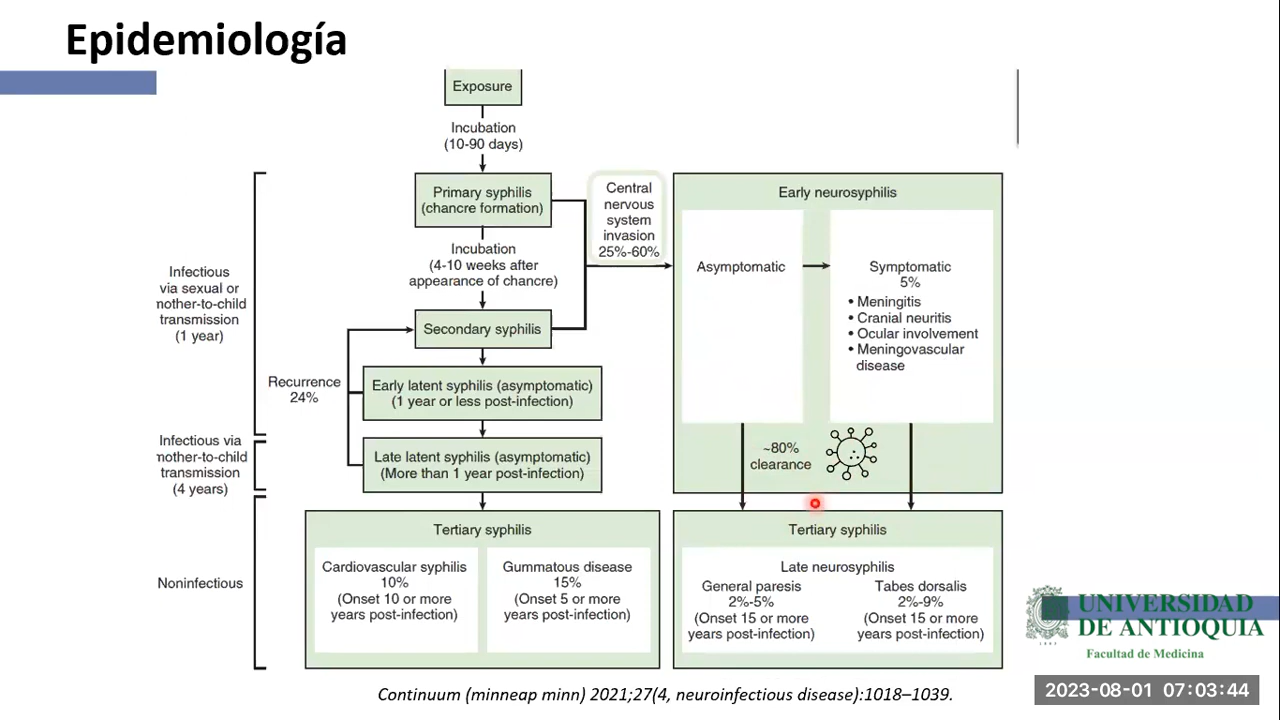 Epidemiología
Exposure
Incubation
(10-90 days)
Primary syphilis
(chancre formation)
Incubation
(4-10 weeks after
appearance of chancre)
Secondary syphilis
Early latent syphilis (asymptomatic)
(1 year or less post-infection)
Late latent syphilis (asymptomatic)
(More than 1 year post-infection)
Recurrence
24%
Infectious
via sexual or
nother-to-child
transmission
(1 year)
Infectious via
nother-to-child
transmission
(4 years)
Noninfectious
Central
nervous
system
invasion
25%-60%
Early neurosyphilis
Asymptomatic
Symptomatic
5%
• Meningitis
• Cranial neuritis
• Ocular involvement
• Meningovascular
disease
~80%
clearance
Tertiary syphilis
Cardiovascular syphilis
10%
(Onset 10 or more
years post-infection)
Gummatous disease
15%
(Onset 5 or more
years post-infection)
Tertiary syphilis
Late neurosyphilis
General paresis
2%-5%
(Onset 15 or more
years post-infection)
Tabes dorsalis
2%-9%
(Onset 15 or more
years post-infection)
UNIVERSIDAD
DE ANTIOQUIA
Facultad de Medicina
Continuum (minneap minn) 2021;27(4, neuroinfectious disease):1018–1039.
2023-08-01 07:03:44